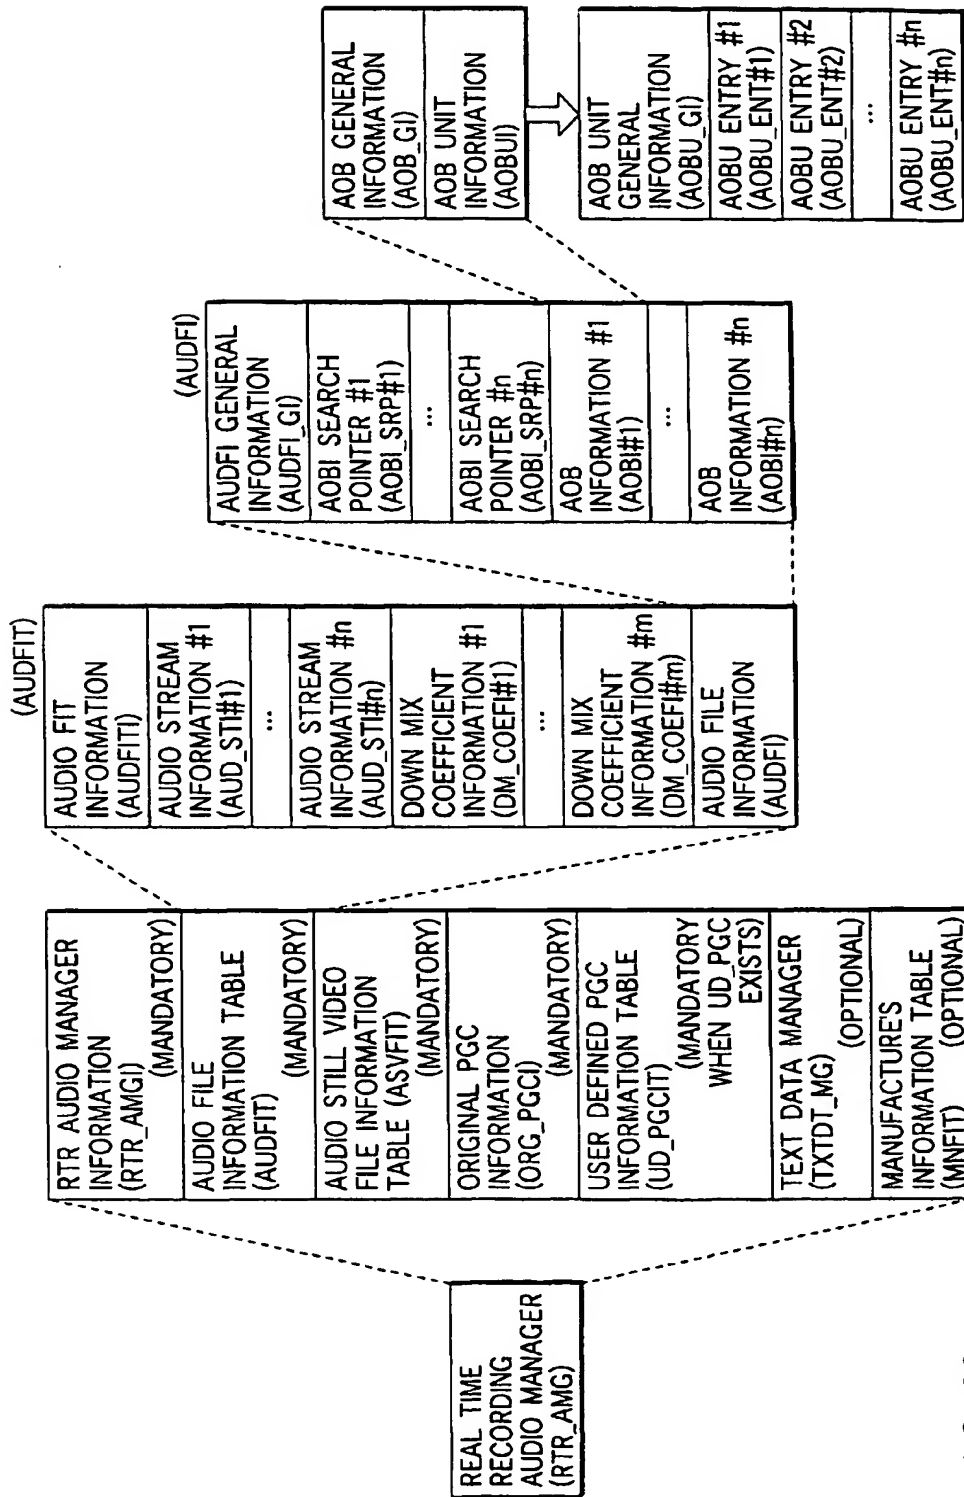 REAL TIME
RECORDING
AUDIO MANAGER
(RTR_AMG)
RTR AUDIO MANAGER
INFORMATION
(RTR_AMGI)
(MANDATORY)
AUDIO FILE
INFORMATION TABLE
(AUDFIT)
(MANDATORY)
AUDIO STILL VIDEO
FILE INFORMATION
TABLE (ASVFIT)
(MANDATORY)
ORIGINAL PGC
INFORMATION
(ORG_PGCI)
(MANDATORY)
USER DEFINED PGC
INFORMATION TABLE
(UD_PGCIT)
(MANDATORY
WHEN UD_PGC
EXISTS)
TEXT DATA MANAGER
(TXTDT_MG)
(OPTIONAL)
MANUFACTURE'S
INFORMATION TABLE
(MNFIT) (OPTIONAL)
(AUDFIT)
AUDIO FIT
INFORMATION
(AUDFITI)
AUDIO STREAM
INFORMATION #1
(AUD_STI#1)
...
AUDIO STREAM
INFORMATION #n
(AUD_STI#n)
DOWN MIX
COEFFICIENT
INFORMATION #1
(DM_COEFI#1)
...
DOWN MIX
COEFFICIENT
INFORMATION #m
(DM_COEFI#m)
AUDIO FILE
INFORMATION
(AUDFI)
(AUDFI)
AUDFI GENERAL
INFORMATION
(AUDFI_GI)
AOBI SEARCH
POINTER #1
(AOBI_SRP#1)
...
AOBI SEARCH
POINTER #n
(AOBI_SRP#n)
AOB
INFORMATION #1
(AOBI#1)
...
AOB
INFORMATION #n
(AOBI#n)
AOB GENERAL
INFORMATION
(AOB_GI)
AOB UNIT
INFORMATION
(AOBUI)
AOB UNIT
GENERAL
INFORMATION
(AOBU_GI)
AOBU ENTRY #1
(AOBU_ENT#1)
AOBU ENTRY #2
(AOBU_ENT#2)
...
AOBU ENTRY #n
(AOBU_ENT#n)